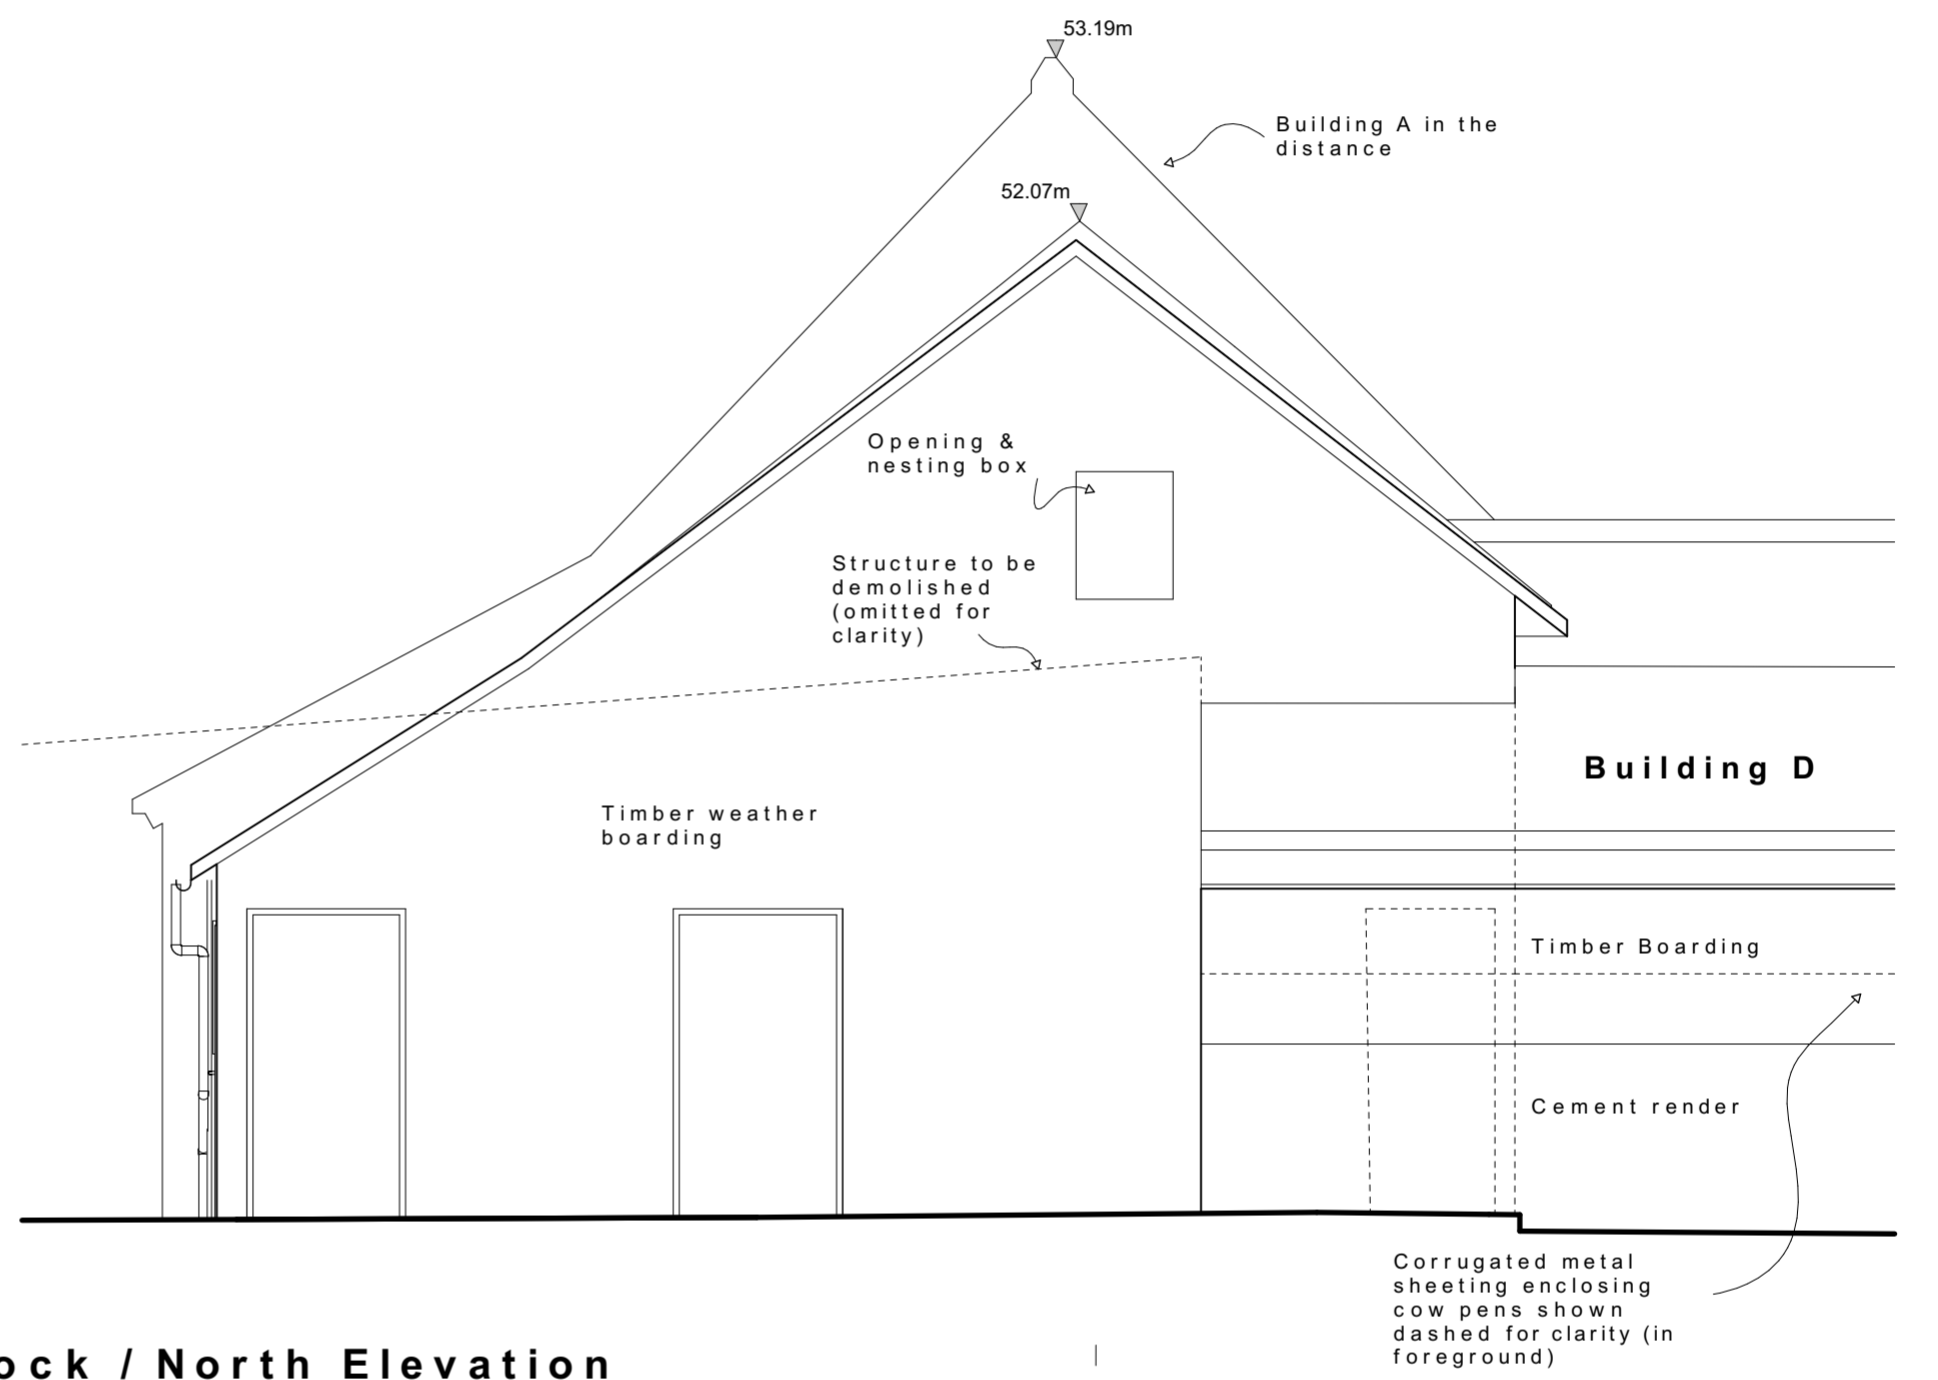 53.19m
Building A in the
distance
52.07m
Opening &
nesting box
Structure to be
demolished
(omitted for
clarity)
Building D
Timber weather
boarding
Timber Boarding
Cement render
Corrugated metal
sheeting enclosing
cow pens shown
dashed for clarity (in
foreground)
ock / North Elevation